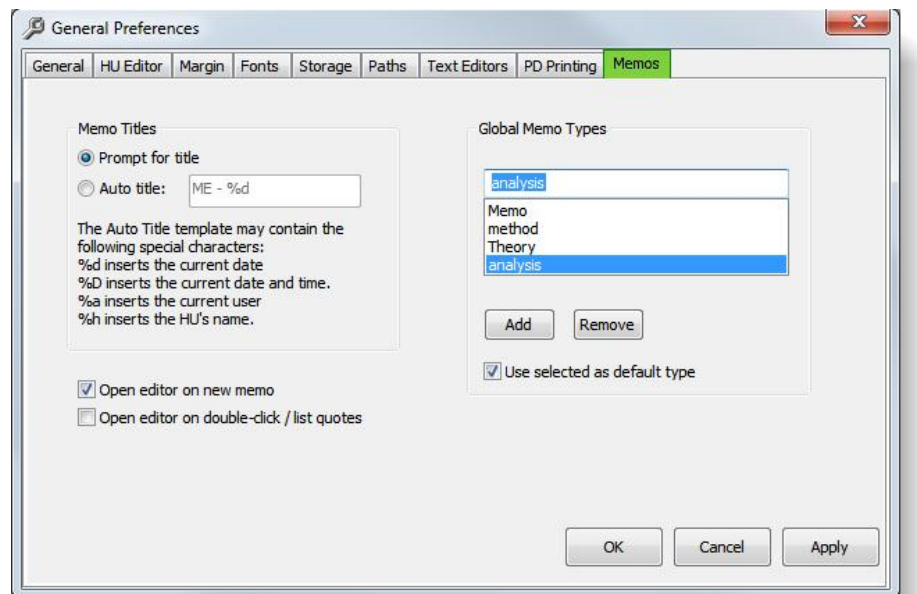 General Preferences
General HU Editor Margin Fonts Storage Paths Text Editors PD Printing Memos
Memo Titles
Prompt for title
Auto title: ME - %d
The Auto Title template may contain the
following special characters:
%d inserts the current date
%D inserts the current date and time.
%a inserts the current user
%h inserts the HU's name.
Open editor on new memo
Open editor on double-click / list quotes
Global Memo Types
analysis
Memo
method
Theory
analysis
Add Remove
Use selected as default type
OK Cancel Apply